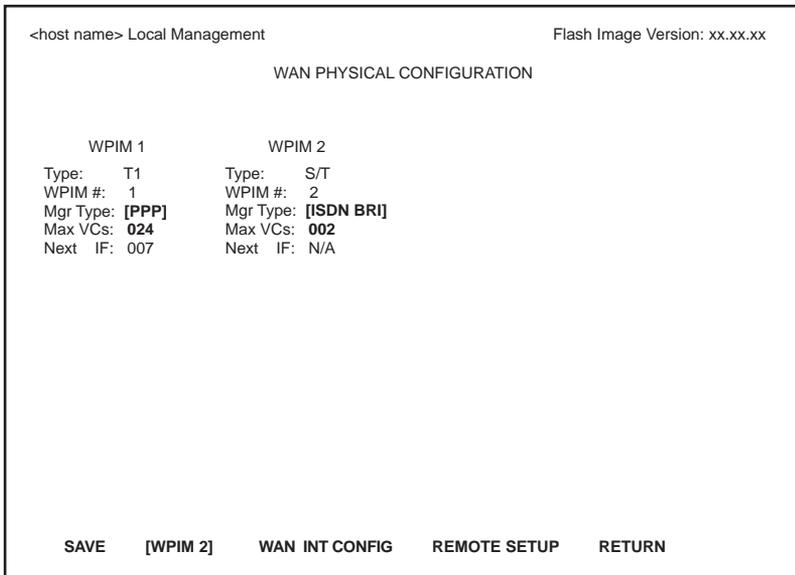 <host name> Local Management Flash Image Version: xx.xx.xx
WAN PHYSICAL CONFIGURATION
WPIM 1 WPIM 2
Type: T1 Type: S/T
WPIM #: 1 WPIM #: 2
Mgr Type: [PPP] Mgr Type: [ISDN BRI]
Max VCs: 024 Max VCs: 002
Next IF: 007 Next IF: N/A
SAVE [WPIM 2] WAN INT CONFIG REMOTE SETUP RETURN